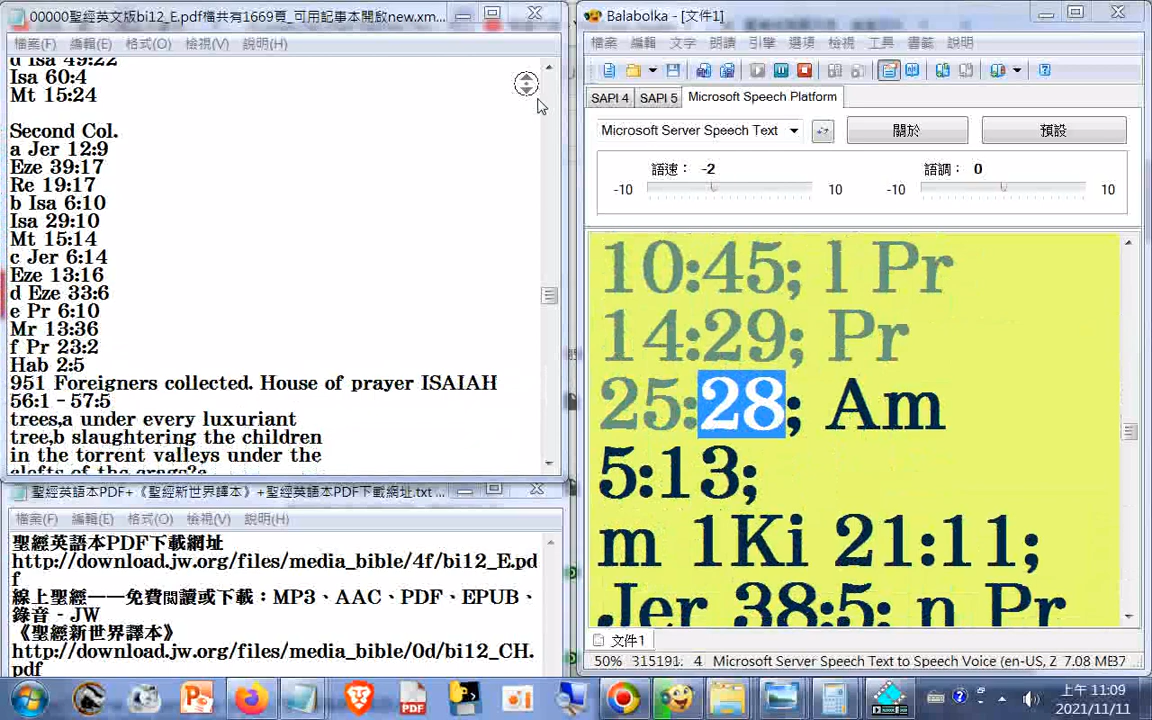 00000聖經英文版bi12_E.pdf檔共有1669頁_可用記事本開啟new.xm...
檔案(F) 編輯(E) 格式(O) 檢視(V) 說明(H)
d Isa 49:22
Isa 60:4
Mt 15:24
Second Col.
a Jer 12:9
Eze 39:17
Re 19:17
b Isa 6:10
Isa 29:10
Mt 15:14
c Jer 6:14
Eze 13:16
d Eze 33:6
e Pr 6:10
Mr 13:36
f Pr 23:2
Hab 2:5
951 Foreigners collected. House of prayer ISAIAH
56:1 – 57:5
trees,a under every luxuriant
tree,b slaughtering the children
in the torrent valleys under the
clefts of the crags?c
聖經英語本PDF+《聖經新世界譯本》+聖經英語本PDF下載網址.txt ...
檔案(F) 編輯(E) 格式(O) 檢視(V) 說明(H)
聖經英語本PDF下載網址
http://download.jw.org/files/media_bible/4f/bi12_E.pd
f
線上聖經——免費閱讀或下載：MP3、AAC、PDF、EPUB、
錄音 - JW
《聖經新世界譯本》
http://download.jw.org/files/media_bible/0d/bi12_CH.
pdf
Balabolka - [文件1]
檔案 編輯 文字 朗讀 引擎 選項 檢視 工具 書籤 說明
SAPI 4 SAPI 5 Microsoft Speech Platform
Microsoft Server Speech Text 關於 預設
語速： -2 語調： 0
-10 10 -10 10
10:45; l Pr
14:29; Pr
25:28; Am
5:13;
m 1Ki 21:11;
Jer 38:5; n Pr
文件1
50% 315191: 4 Microsoft Server Speech Text to Speech Voice (en-US, Z 7.08 MB
上午 11:09
2021/11/11